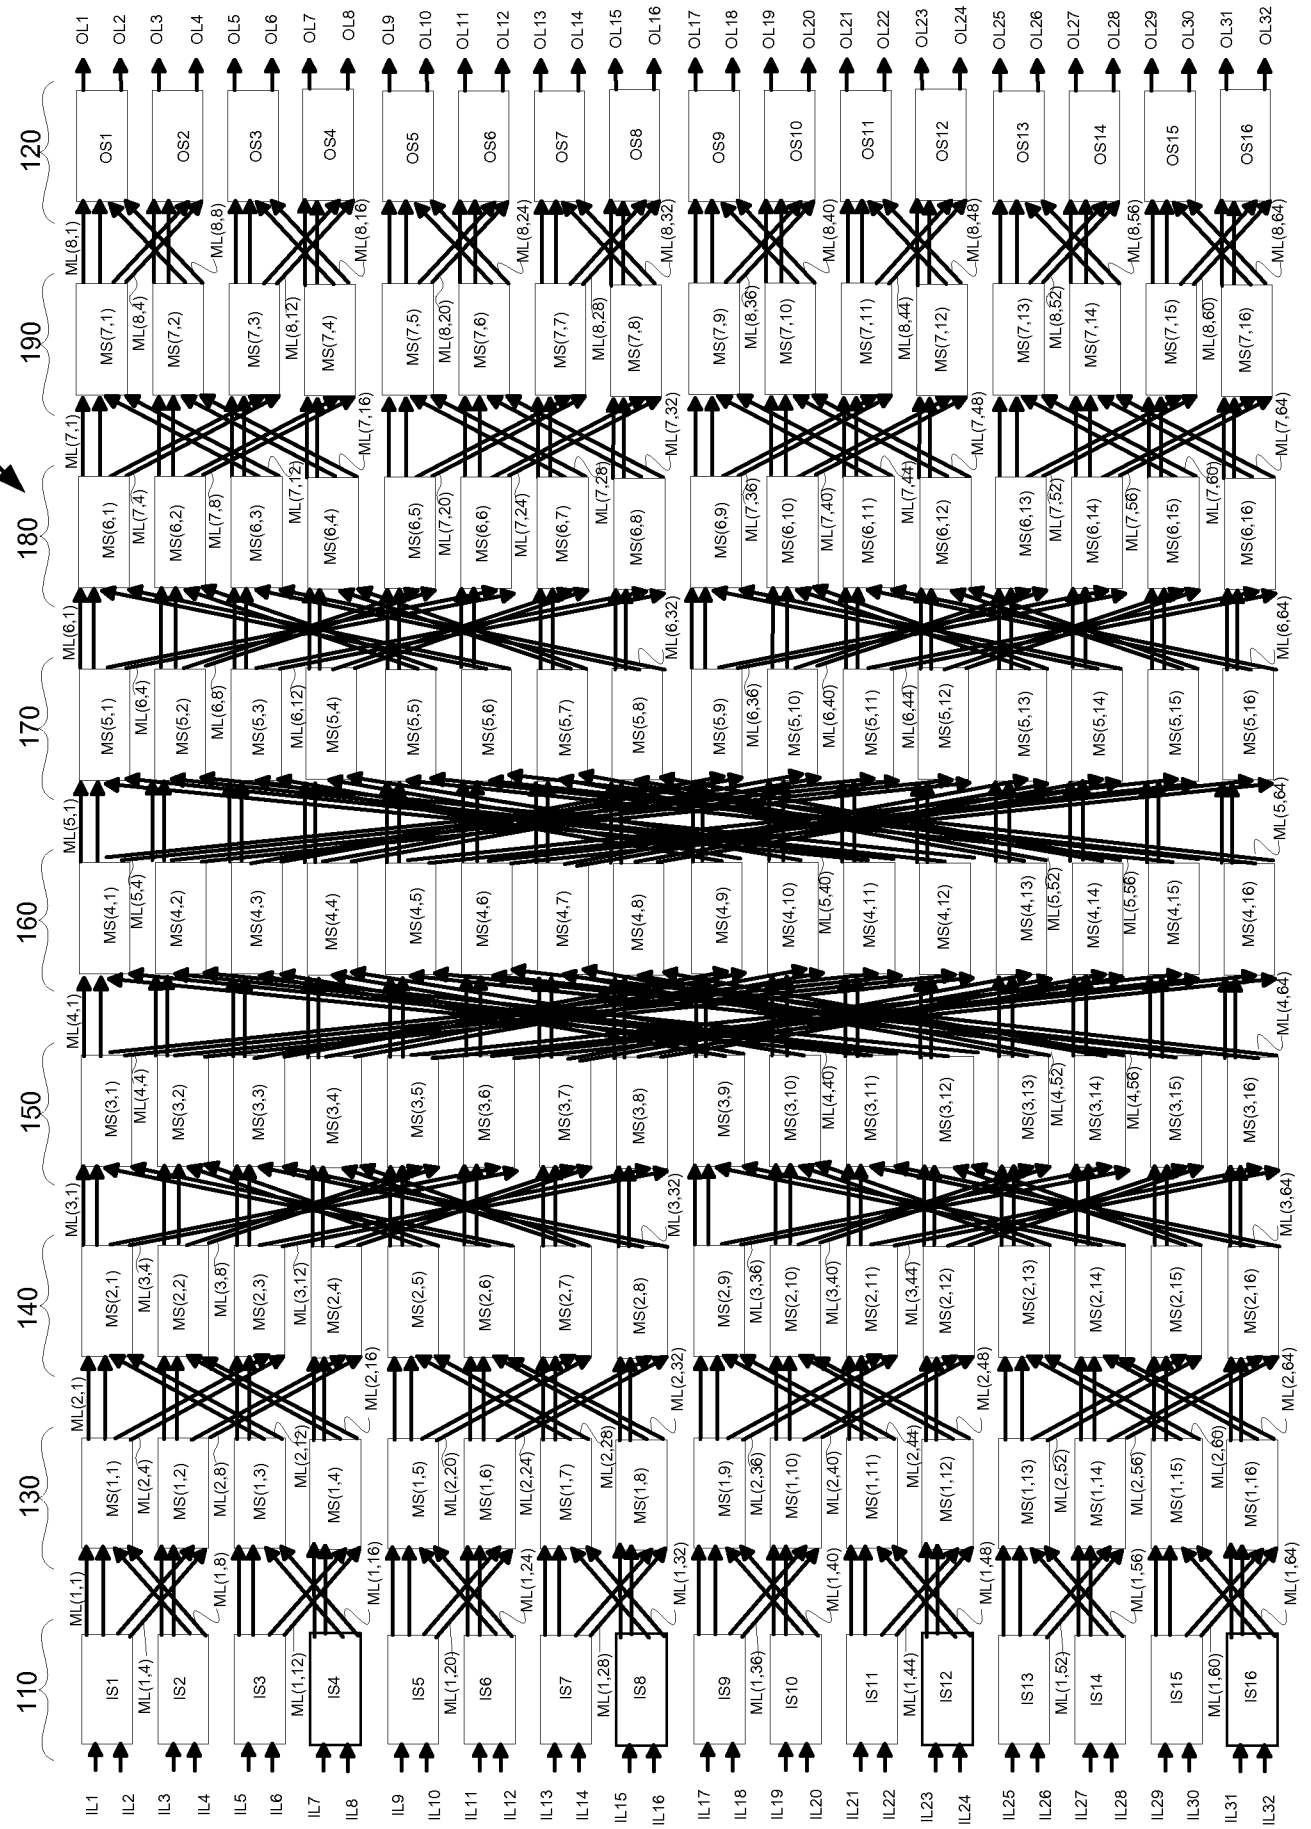 110
130
140
150
160
170
180
190
120
IL1
IL2
IL3
IL4
IL5
IL6
IL7
IL8
IL9
IL10
IL11
IL12
IL13
IL14
IL15
IL16
IL17
IL18
IL19
IL20
IL21
IL22
IL23
IL24
IL25
IL26
IL27
IL28
IL29
IL30
IL31
IL32
IS1
IS2
IS3
IS4
IS5
IS6
IS7
IS8
IS9
IS10
IS11
IS12
IS13
IS14
IS15
IS16
ML(1,1)
ML(1,4)
ML(1,8)
ML(1,12)
ML(1,16)
ML(1,20)
ML(1,24)
ML(1,28)
ML(1,32)
ML(1,36)
ML(1,40)
ML(1,44)
ML(1,48)
ML(1,52)
ML(1,56)
ML(1,60)
ML(1,64)
MS(1,1)
MS(1,2)
MS(1,3)
MS(1,4)
MS(1,5)
MS(1,6)
MS(1,7)
MS(1,8)
MS(1,9)
MS(1,10)
MS(1,11)
MS(1,12)
MS(1,13)
MS(1,14)
MS(1,15)
MS(1,16)
ML(2,1)
ML(2,4)
ML(2,8)
ML(2,12)
ML(2,16)
ML(2,20)
ML(2,24)
ML(2,28)
ML(2,32)
ML(2,36)
ML(2,40)
ML(2,44)
ML(2,48)
ML(2,52)
ML(2,56)
ML(2,60)
ML(2,64)
MS(2,1)
MS(2,2)
MS(2,3)
MS(2,4)
MS(2,5)
MS(2,6)
MS(2,7)
MS(2,8)
MS(2,9)
MS(2,10)
MS(2,11)
MS(2,12)
MS(2,13)
MS(2,14)
MS(2,15)
MS(2,16)
ML(3,1)
ML(3,4)
ML(3,8)
ML(3,12)
ML(3,32)
ML(3,36)
ML(3,40)
ML(3,44)
ML(3,64)
MS(3,1)
MS(3,2)
MS(3,3)
MS(3,4)
MS(3,5)
MS(3,6)
MS(3,7)
MS(3,8)
MS(3,9)
MS(3,10)
MS(3,11)
MS(3,12)
MS(3,13)
MS(3,14)
MS(3,15)
MS(3,16)
ML(4,1)
ML(4,4)
ML(4,40)
ML(4,52)
ML(4,56)
ML(4,64)
MS(4,1)
MS(4,2)
MS(4,3)
MS(4,4)
MS(4,5)
MS(4,6)
MS(4,7)
MS(4,8)
MS(4,9)
MS(4,10)
MS(4,11)
MS(4,12)
MS(4,13)
MS(4,14)
MS(4,15)
MS(4,16)
ML(5,1)
ML(5,4)
ML(5,40)
ML(5,52)
ML(5,56)
ML(5,64)
MS(5,1)
MS(5,2)
MS(5,3)
MS(5,4)
MS(5,5)
MS(5,6)
MS(5,7)
MS(5,8)
MS(5,9)
MS(5,10)
MS(5,11)
MS(5,12)
MS(5,13)
MS(5,14)
MS(5,15)
MS(5,16)
ML(6,1)
ML(6,4)
ML(6,8)
ML(6,12)
ML(6,32)
ML(6,36)
ML(6,40)
ML(6,44)
ML(6,64)
MS(6,1)
MS(6,2)
MS(6,3)
MS(6,4)
MS(6,5)
MS(6,6)
MS(6,7)
MS(6,8)
MS(6,9)
MS(6,10)
MS(6,11)
MS(6,12)
MS(6,13)
MS(6,14)
MS(6,15)
MS(6,16)
ML(7,1)
ML(7,4)
ML(7,8)
ML(7,12)
ML(7,16)
ML(7,20)
ML(7,24)
ML(7,28)
ML(7,32)
ML(7,36)
ML(7,40)
ML(7,44)
ML(7,48)
ML(7,52)
ML(7,56)
ML(7,60)
ML(7,64)
MS(7,1)
MS(7,2)
MS(7,3)
MS(7,4)
MS(7,5)
MS(7,6)
MS(7,7)
MS(7,8)
MS(7,9)
MS(7,10)
MS(7,11)
MS(7,12)
MS(7,13)
MS(7,14)
MS(7,15)
MS(7,16)
ML(8,1)
ML(8,4)
ML(8,8)
ML(8,12)
ML(8,16)
ML(8,20)
ML(8,24)
ML(8,28)
ML(8,32)
ML(8,36)
ML(8,40)
ML(8,44)
ML(8,48)
ML(8,52)
ML(8,56)
ML(8,60)
ML(8,64)
OS1
OS2
OS3
OS4
OS5
OS6
OS7
OS8
OS9
OS10
OS11
OS12
OS13
OS14
OS15
OS16
OL1
OL2
OL3
OL4
OL5
OL6
OL7
OL8
OL9
OL10
OL11
OL12
OL13
OL14
OL15
OL16
OL17
OL18
OL19
OL20
OL21
OL22
OL23
OL24
OL25
OL26
OL27
OL28
OL29
OL30
OL31
OL32